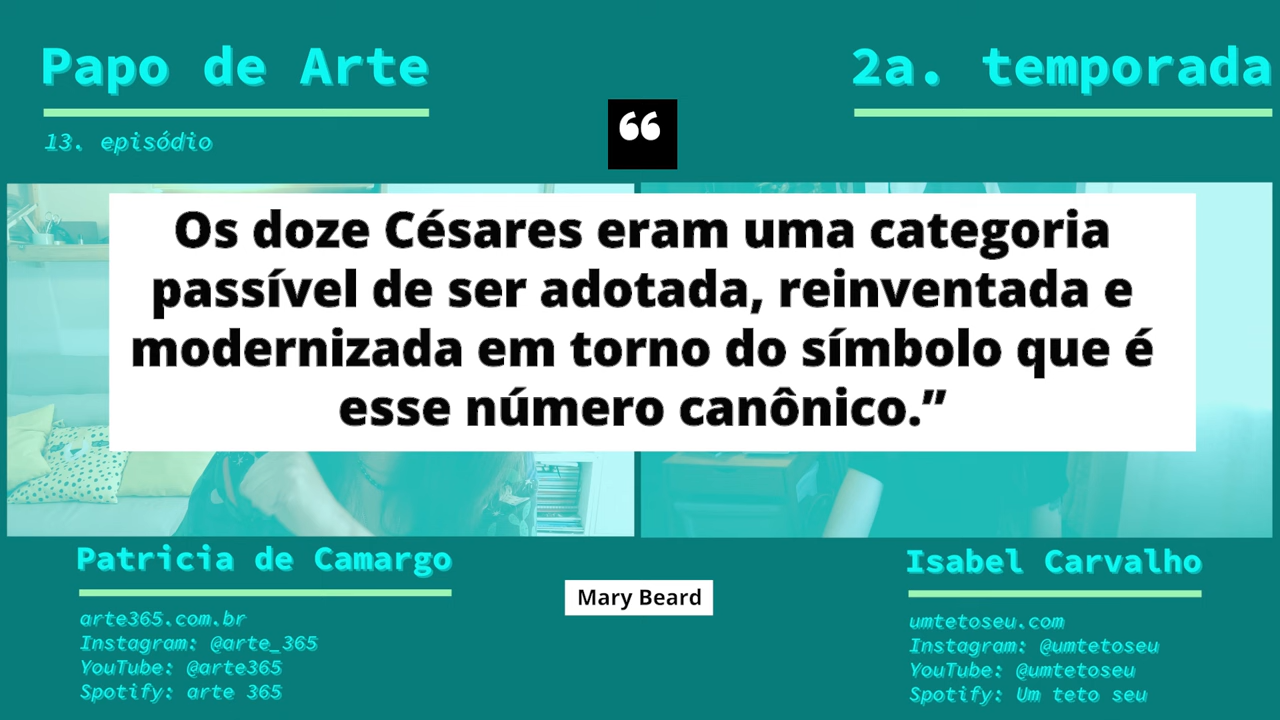 Papo de Arte
2a. temporada
13. episódio
“
Os doze Césares eram uma categoria
passível de ser adotada, reinventada e
modernizada em torno do símbolo que é
esse número canônico.”
Mary Beard
Patricia de Camargo
arte365.com.br
Instagram: @arte_365
YouTube: @arte365
Spotify: arte 365
Isabel Carvalho
umtetoseu.com
Instagram: @umtetoseu
YouTube: @umtetoseu
Spotify: Um teto seu